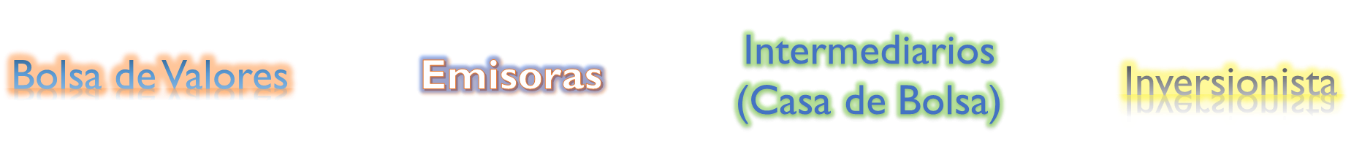 Bolsa de Valores
Emisoras
Intermediarios
(Casa de Bolsa)
Inversionista